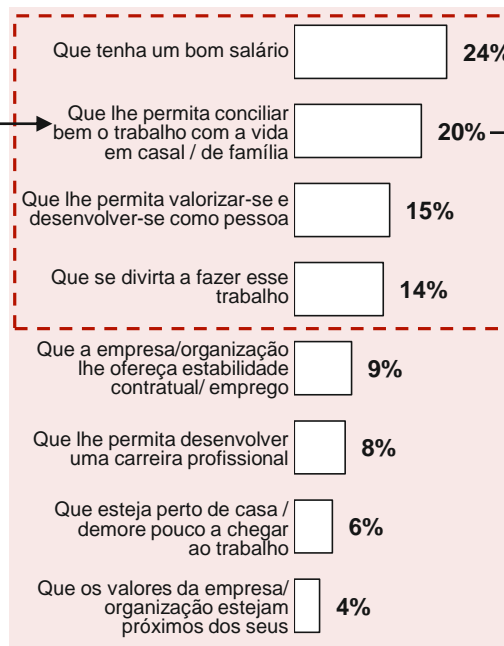 Que tenha um bom salário
24%
Que lhe permita conciliar
bem o trabalho com a vida
em casal / de família
20%
Que lhe permita valorizar-se e
desenvolver-se como pessoa
15%
Que se divirta a fazer esse
trabalho
14%
Que a empresa/organização
lhe ofereça estabilidade
contratual/ emprego
9%
Que lhe permita desenvolver
uma carreira profissional
8%
Que esteja perto de casa /
demore pouco a chegar
ao trabalho
6%
Que os valores da empresa/
organização estejam
próximos dos seus
4%